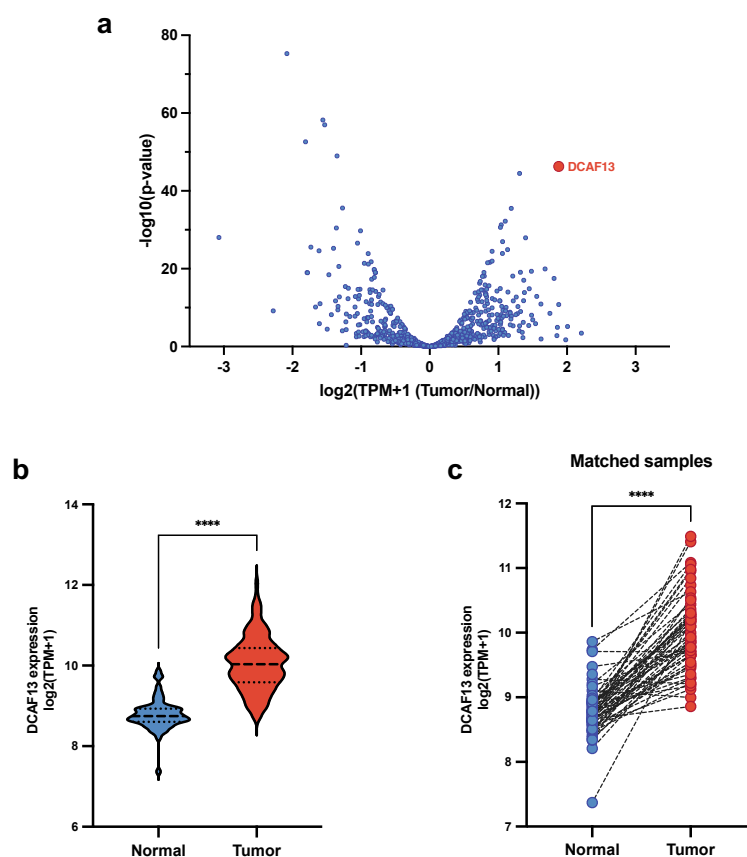 a
80
60
40
20
0
-log10(p-value)
DCAF13
-3 -2 -1 0 1 2 3
log2(TPM+1 (Tumor/Normal))
b
14
12
10
8
6
DCAF13 expression
log2(TPM+1)
****
Normal Tumor
c
Matched samples
12
11
10
9
8
7
DCAF13 expression
log2(TPM+1)
****
Normal Tumor